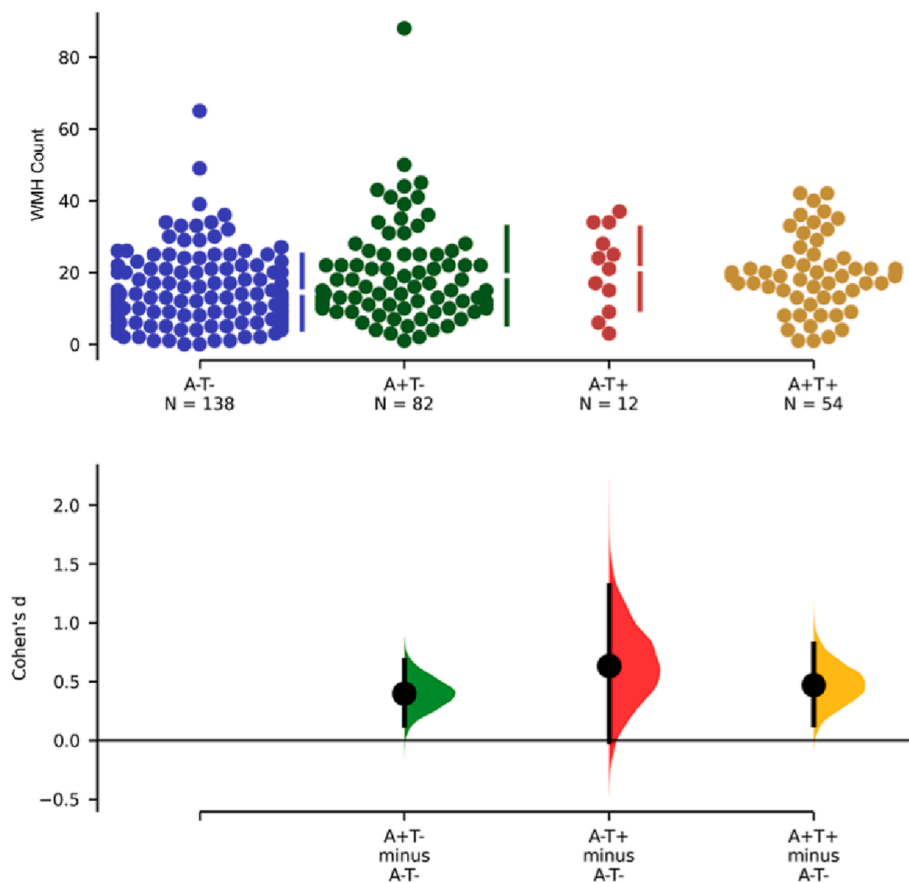 80
60
40
20
0
WMH Count
A-T-
N = 138
A+T-
N = 82
A-T+
N = 12
A+T+
N = 54
2.0
1.5
1.0
0.5
0.0
−0.5
Cohen's d
A+T-
minus
A-T-
A-T+
minus
A-T-
A+T+
minus
A-T-